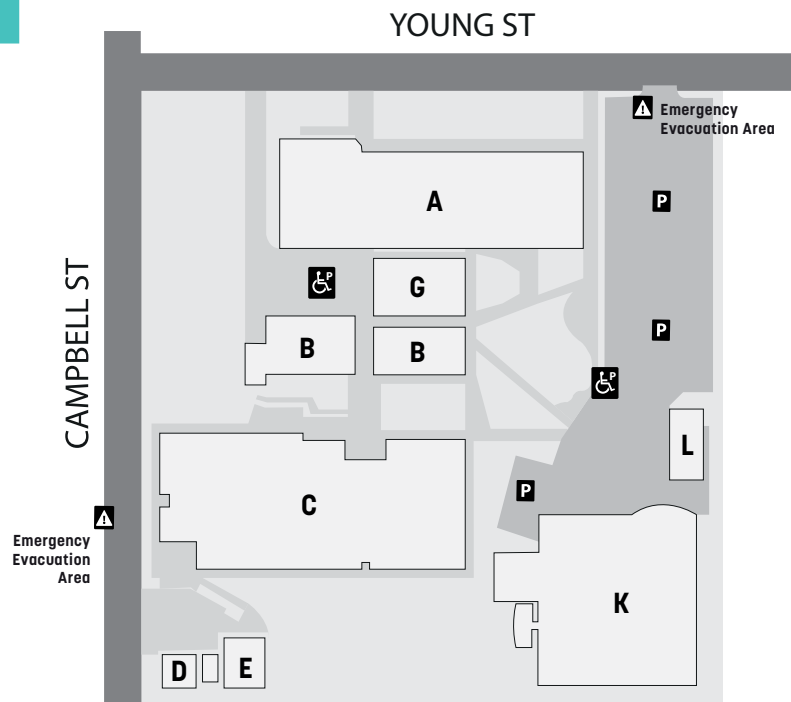 YOUNG ST
Emergency
Evacuation Area
P
A
P
G
CAMPBELL ST
P
B
B
P
L
P
C
Emergency
Evacuation
Area
K
D
E